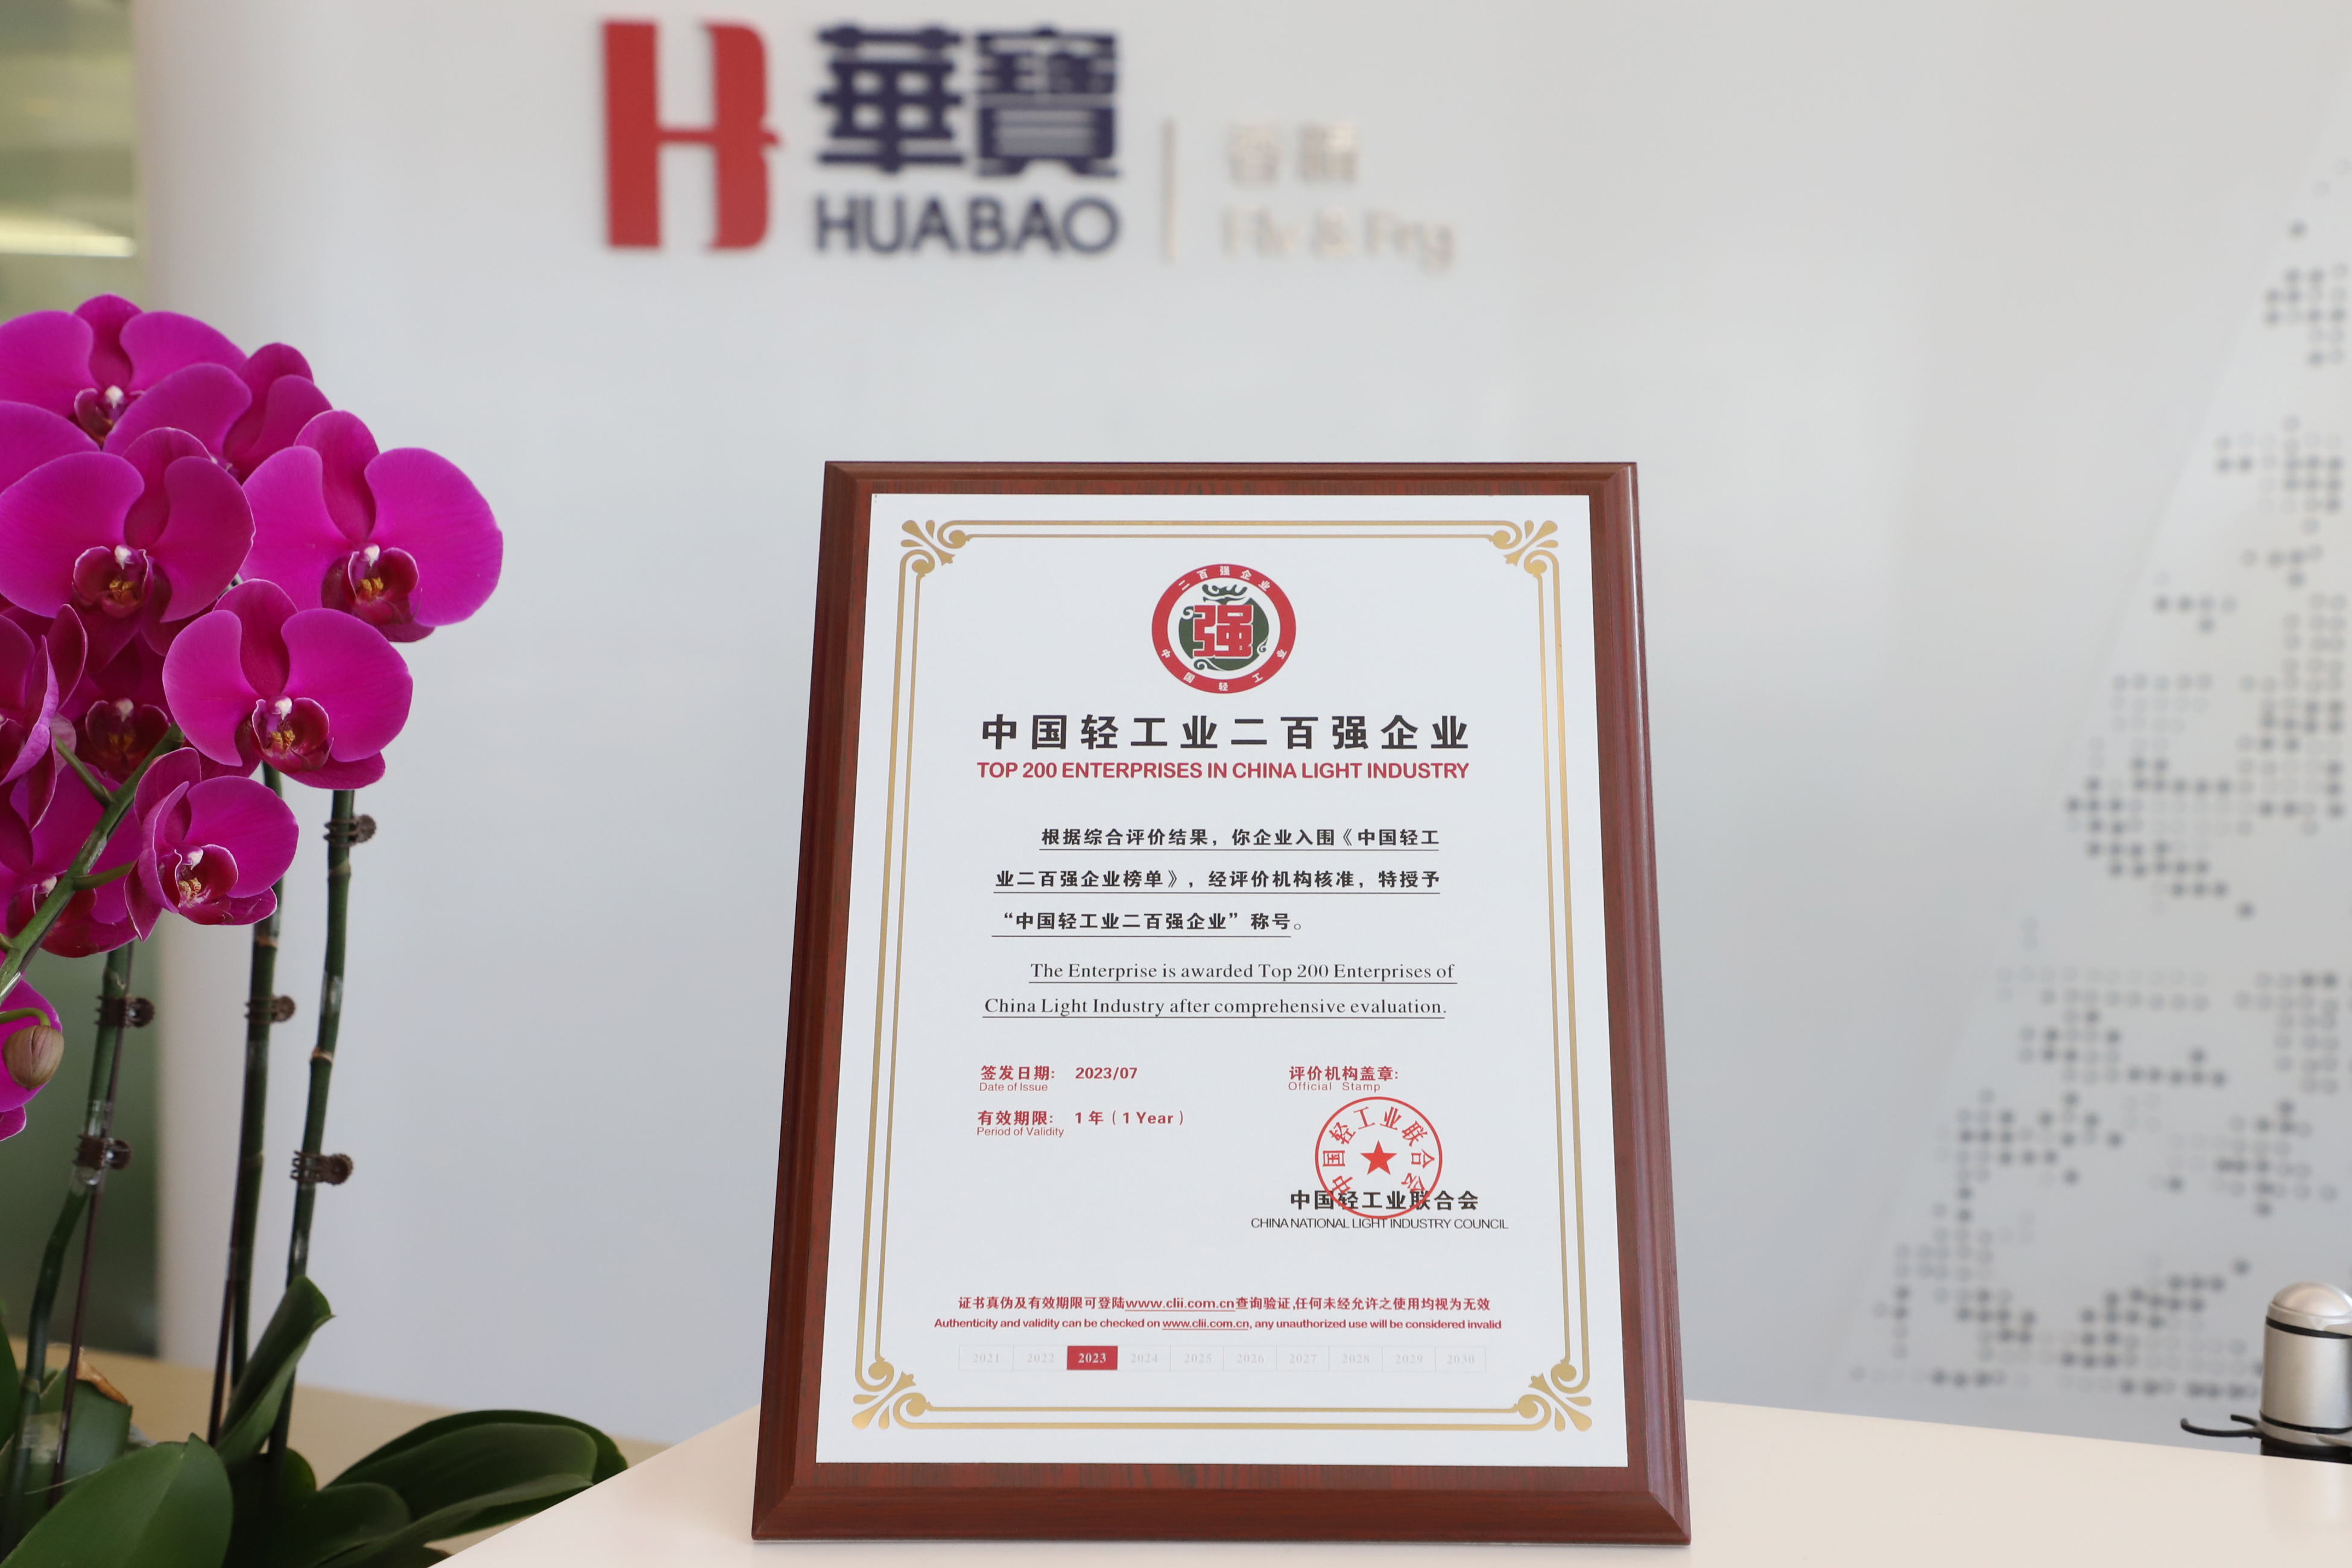 華寶
HUABAO
香精
Flv & Frg
二百强企业
强
中国轻工业
中国轻工业二百强企业
TOP 200 ENTERPRISES IN CHINA LIGHT INDUSTRY
根据综合评价结果，你企业入围《中国轻工
业二百强企业榜单》，经评价机构核准，特授予
“中国轻工业二百强企业”称号。
The Enterprise is awarded Top 200 Enterprises of
China Light Industry after comprehensive evaluation.
签发日期: 2023/07
Date of Issue
有效期限: 1 年（1 Year）
Period of Validity
评价机构盖章:
Official Stamp
中国轻工业联合会
中国轻工业联合会
CHINA NATIONAL LIGHT INDUSTRY COUNCIL
证书真伪及有效期限可登陆www.clii.com.cn查询验证,任何未经允许之使用均视为无效
Authenticity and validity can be checked on www.clii.com.cn, any unauthorized use will be considered invalid
2021 2022 2023 2024 2025 2026 2027 2028 2029 2030